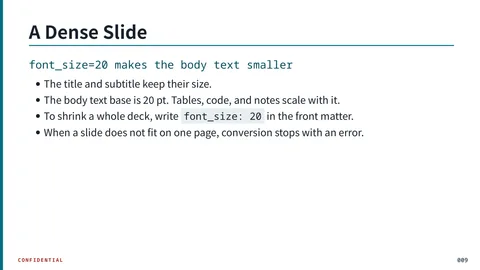 A Dense Slide
font_size=20 makes the body text smaller
• The title and subtitle keep their size.
• The body text base is 20 pt. Tables, code, and notes scale with it.
• To shrink a whole deck, write font_size: 20 in the front matter.
• When a slide does not fit on one page, conversion stops with an error.
CONFIDENTIAL
009